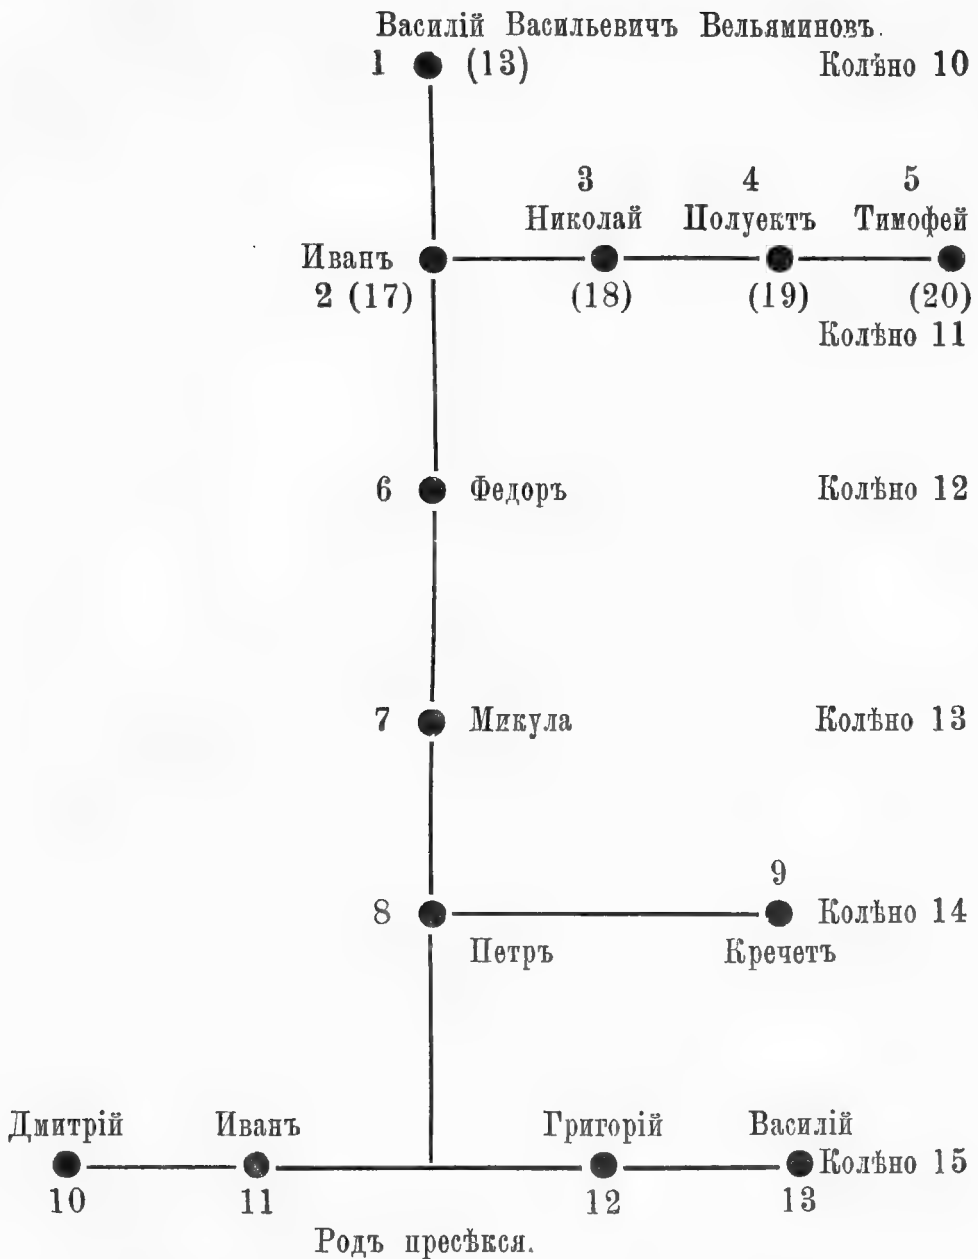 Василій Васильевичъ Вельяминовъ.
1 (13) Колѣно 10
3 4 5
Николай Полуектъ Тимофей
Иванъ
2 (17) (18) (19) (20)
Колѣно 11
6 Федоръ Колѣно 12
7 Микула Колѣно 13
9
8 Колѣно 14
Петръ Кречетъ
Дмитрій Иванъ Григорій Василій
Колѣно 15
10 11 12 13
Родъ пресѣкся.